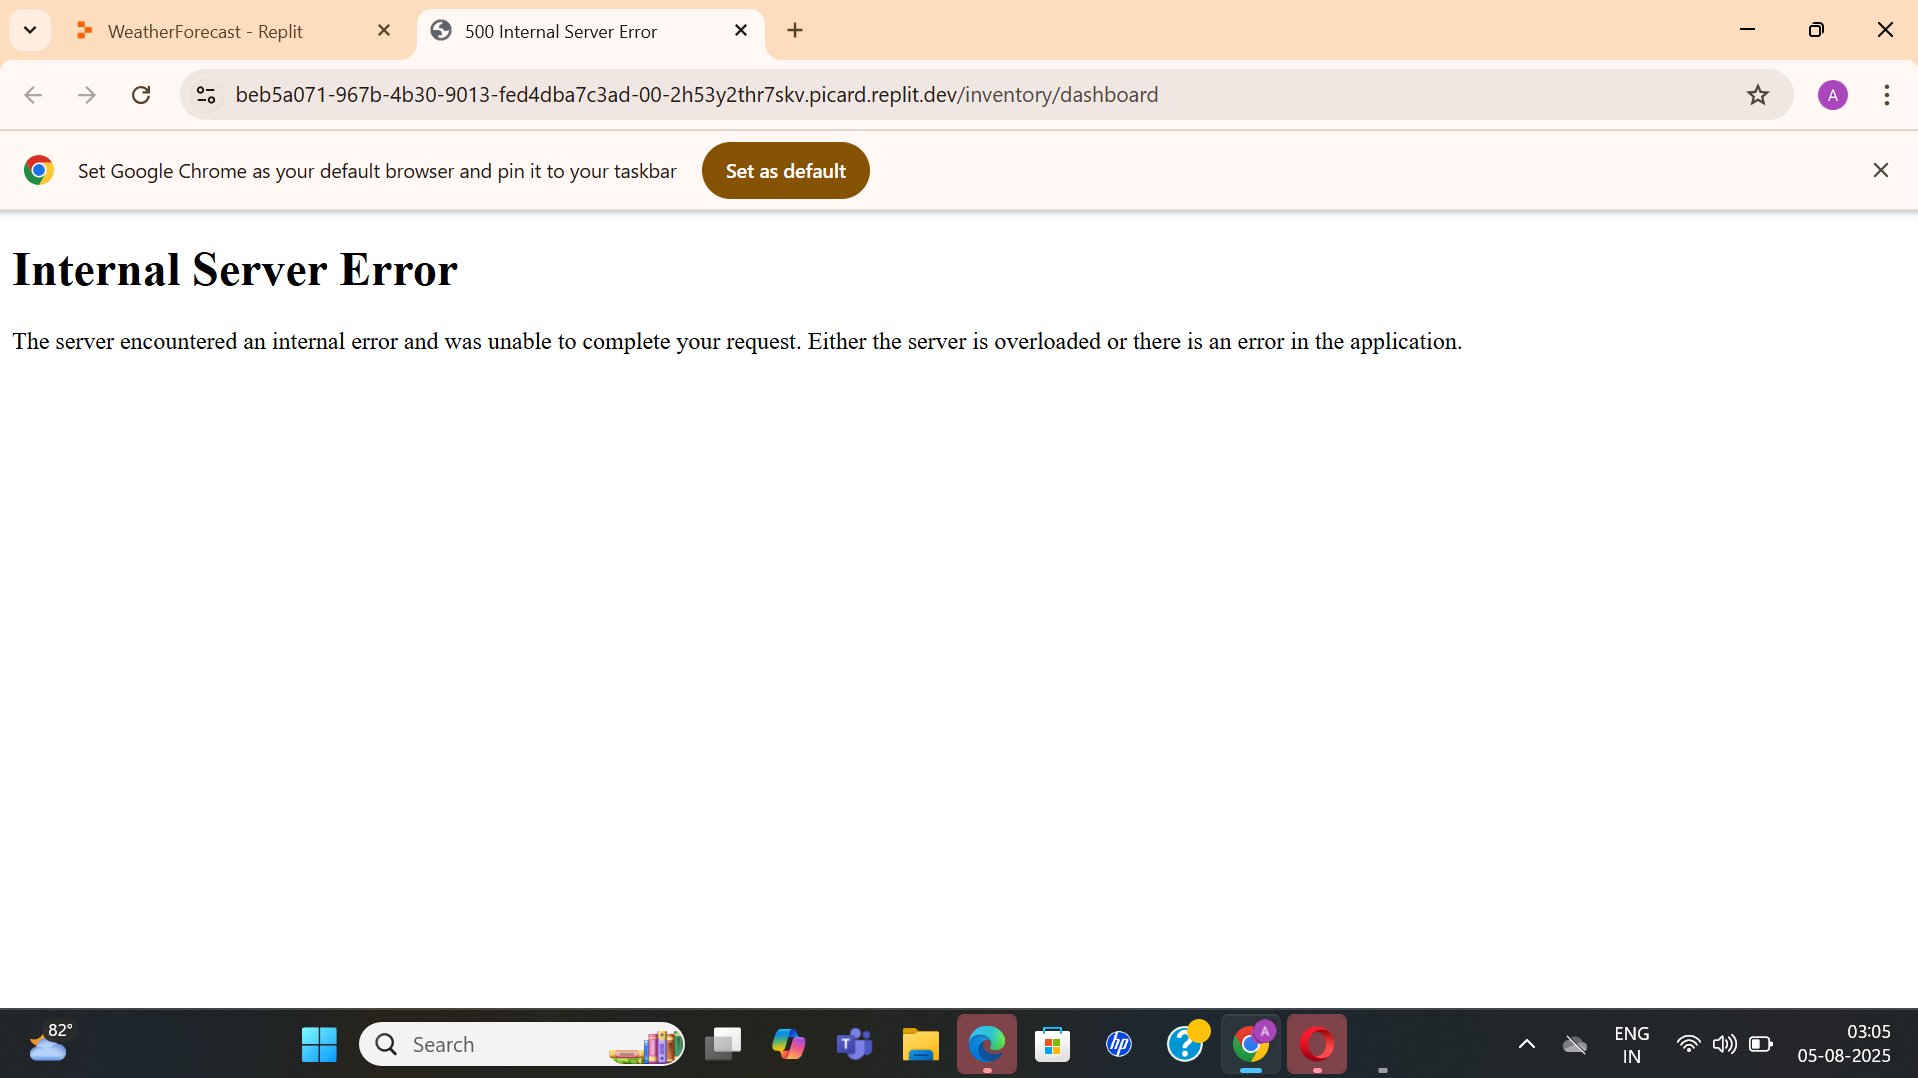 WeatherForecast - Replit
500 Internal Server Error
beb5a071-967b-4b30-9013-fed4dba7c3ad-00-2h53y2thr7skv.picard.replit.dev/inventory/dashboard
A
Set Google Chrome as your default browser and pin it to your taskbar
Set as default
Internal Server Error
The server encountered an internal error and was unable to complete your request. Either the server is overloaded or there is an error in the application.
82°
Search
T
hp
?
A
ENG
IN
03:05
05-08-2025